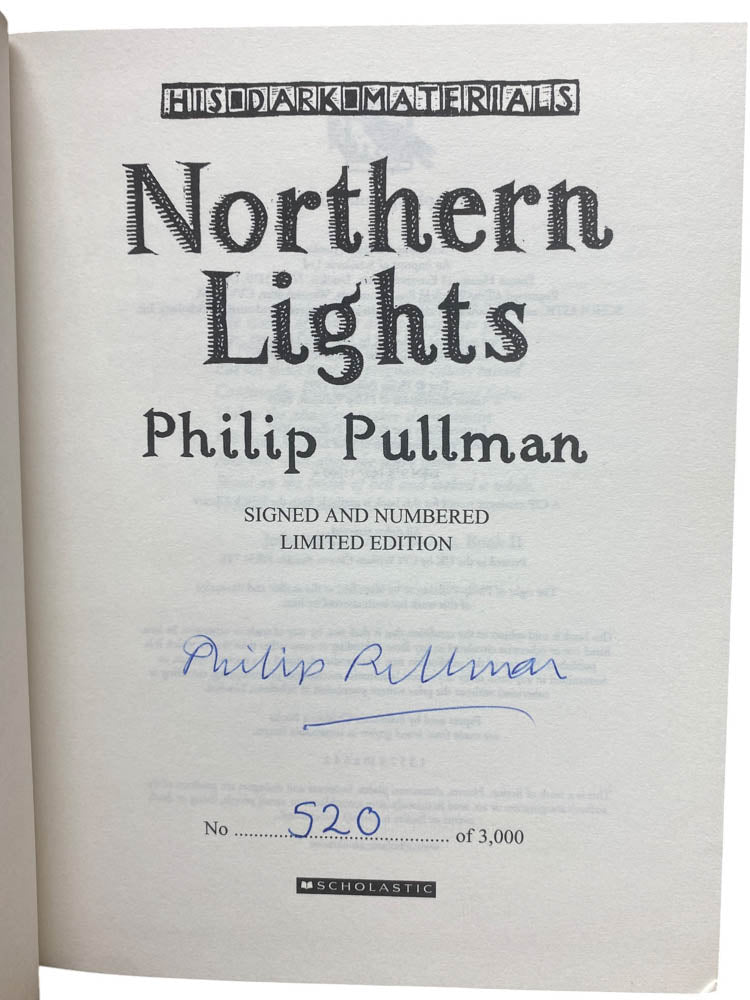 HIS DARK MATERIALS
Northern
Lights
Philip Pullman
SIGNED AND NUMBERED
LIMITED EDITION
Philip Pullman
No ........520........ of 3,000
SCHOLASTIC